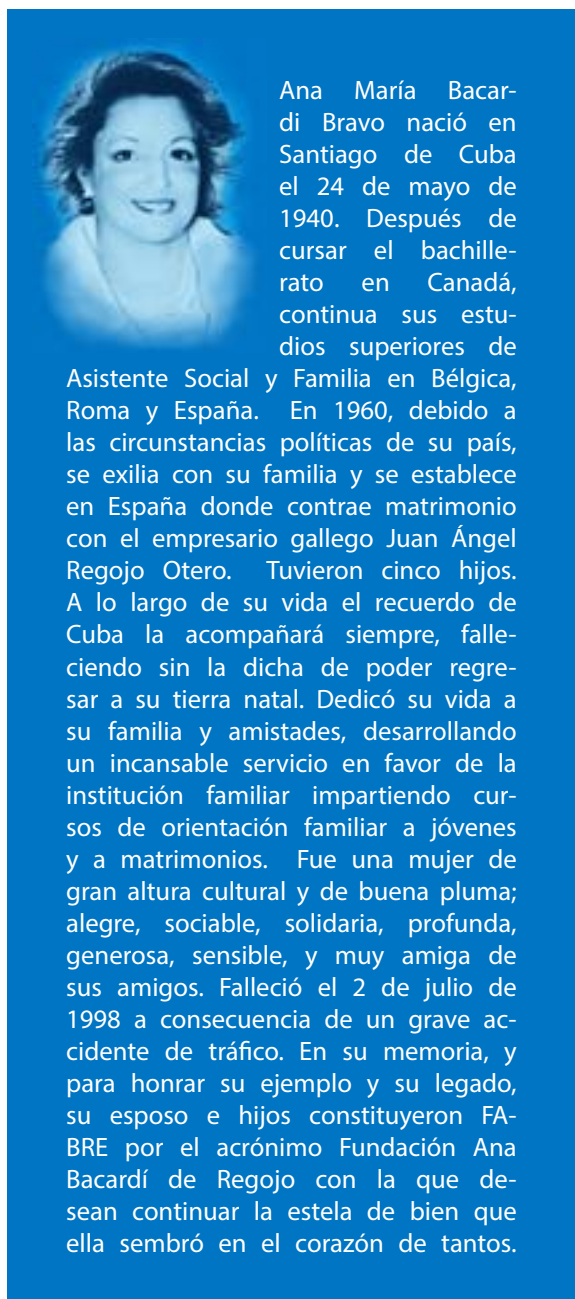 Ana María Bacar-
di Bravo nació en
Santiago de Cuba
el 24 de mayo de
1940. Después de
cursar el bachille-
rato en Canadá,
continua sus estu-
dios superiores de
Asistente Social y Familia en Bélgica,
Roma y España. En 1960, debido a
las circunstancias políticas de su país,
se exilia con su familia y se establece
en España donde contrae matrimonio
con el empresario gallego Juan Ángel
Regojo Otero. Tuvieron cinco hijos.
A lo largo de su vida el recuerdo de
Cuba la acompañará siempre, falle-
ciendo sin la dicha de poder regre-
sar a su tierra natal. Dedicó su vida a
su familia y amistades, desarrollando
un incansable servicio en favor de la
institución familiar impartiendo cur-
sos de orientación familiar a jóvenes
y a matrimonios. Fue una mujer de
gran altura cultural y de buena pluma;
alegre, sociable, solidaria, profunda,
generosa, sensible, y muy amiga de
sus amigos. Falleció el 2 de julio de
1998 a consecuencia de un grave ac-
cidente de tráfico. En su memoria, y
para honrar su ejemplo y su legado,
su esposo e hijos constituyeron FA-
BRE por el acrónimo Fundación Ana
Bacardí de Regojo con la que de-
sean continuar la estela de bien que
ella sembró en el corazón de tantos.